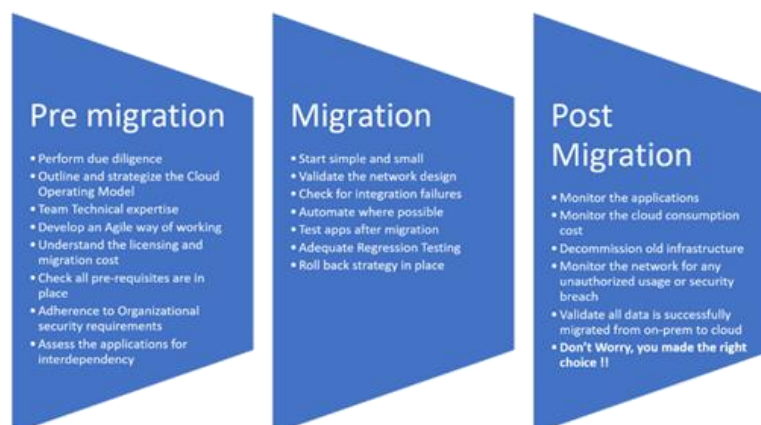 Pre migration
• Perform due diligence
• Outline and strategize the Cloud
Operating Model
• Team Technical expertise
• Develop an Agile way of working
• Understand the licensing and
migration cost
• Check all pre-requisites are in
place
• Adherence to Organizational
security requirements
• Assess the applications for
interdependency
Migration
• Start simple and small
• Validate the network design
• Check for integration failures
• Automate where possible
• Test apps after migration
• Adequate Regression Testing
• Roll back strategy in place
Post
Migration
• Monitor the applications
• Monitor the cloud consumption
cost
• Decommission old infrastructure
• Monitor the network for any
unauthorized usage or security
breach
• Validate all data is successfully
migrated from on-prem to cloud
• Don't Worry, you made the right
choice !!